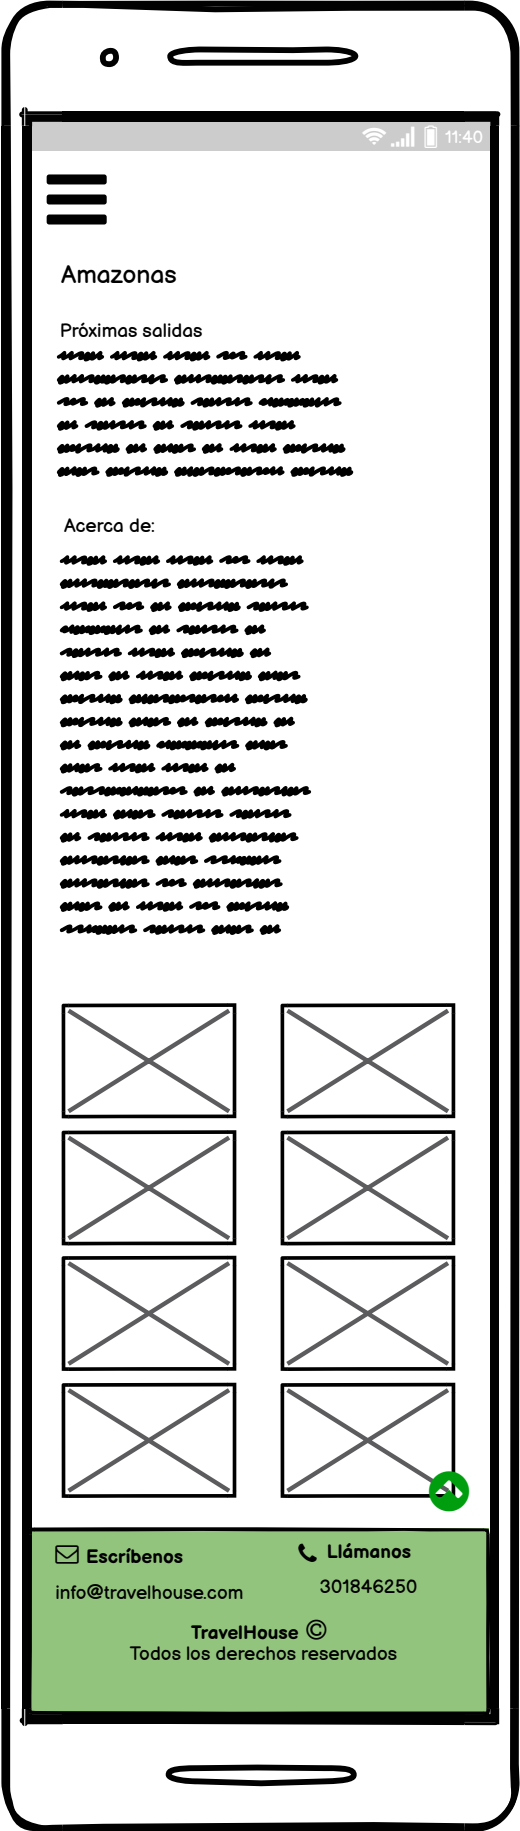 11:40
Amazonas
Próximas salidas
Acerca de:
Escríbenos
Llámanos
info@travelhouse.com
301846250
TravelHouse ©
Todos los derechos reservados